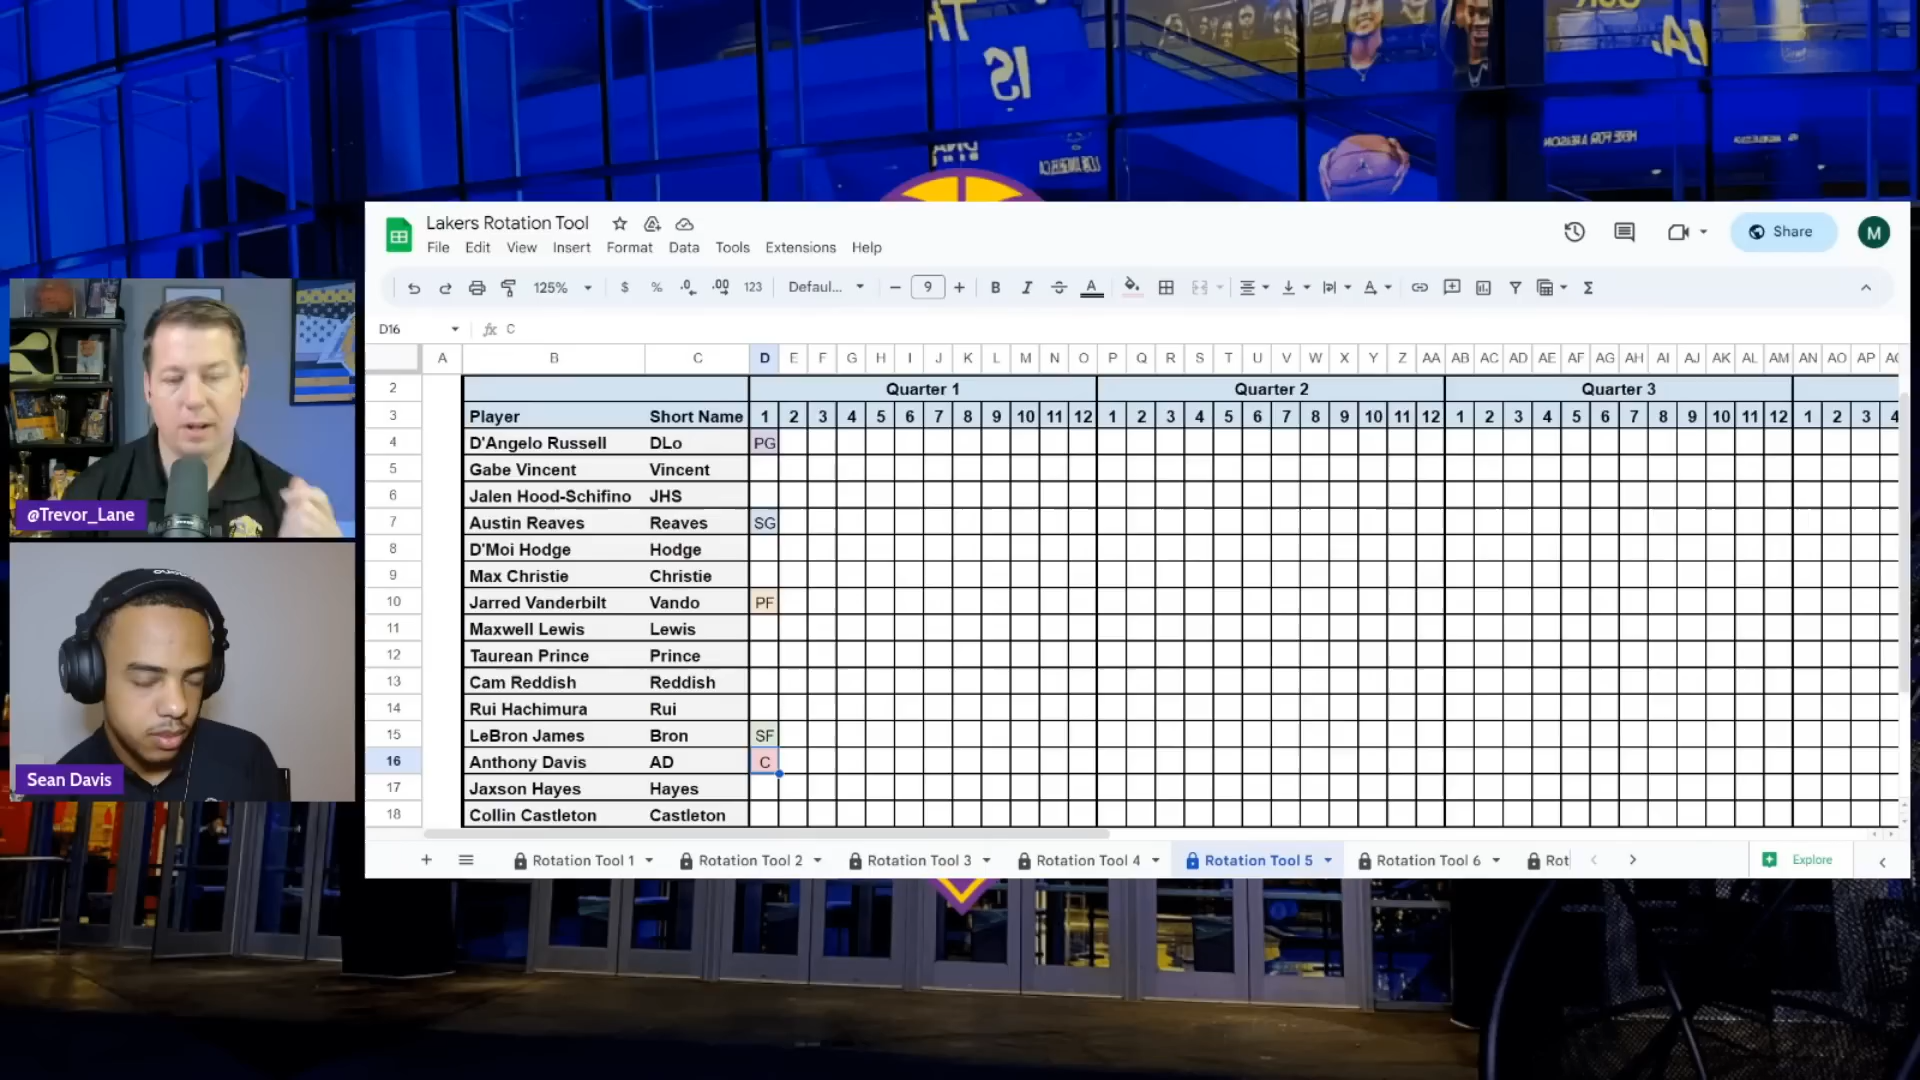 IS
HERE FOR A REASON
Lakers Rotation Tool
File Edit View Insert Format Data Tools Extensions Help
Share
M
125% $ % .0 .00 123 Defaul... − 9 + B I A Σ
D16 fx C
A B C D E F G H I J K L M N O P Q R S T U V W X Y Z AA AB AC AD AE AF AG AH AI AJ AK AL AM AN AO AP
2 Quarter 1 Quarter 2 Quarter 3
3 Player Short Name 1 2 3 4 5 6 7 8 9 10 11 12 1 2 3 4 5 6 7 8 9 10 11 12 1 2 3 4 5 6 7 8 9 10 11 12 1 2 3 4
4 D'Angelo Russell DLo PG
5 Gabe Vincent Vincent
6 Jalen Hood-Schifino JHS
7 Austin Reaves Reaves SG
8 D'Moi Hodge Hodge
9 Max Christie Christie
10 Jarred Vanderbilt Vando PF
11 Maxwell Lewis Lewis
12 Taurean Prince Prince
13 Cam Reddish Reddish
14 Rui Hachimura Rui
15 LeBron James Bron SF
16 Anthony Davis AD C
17 Jaxson Hayes Hayes
18 Collin Castleton Castleton
+ Rotation Tool 1 Rotation Tool 2 Rotation Tool 3 Rotation Tool 4 Rotation Tool 5 Rotation Tool 6 Rot Explore
@Trevor_Lane
Sean Davis